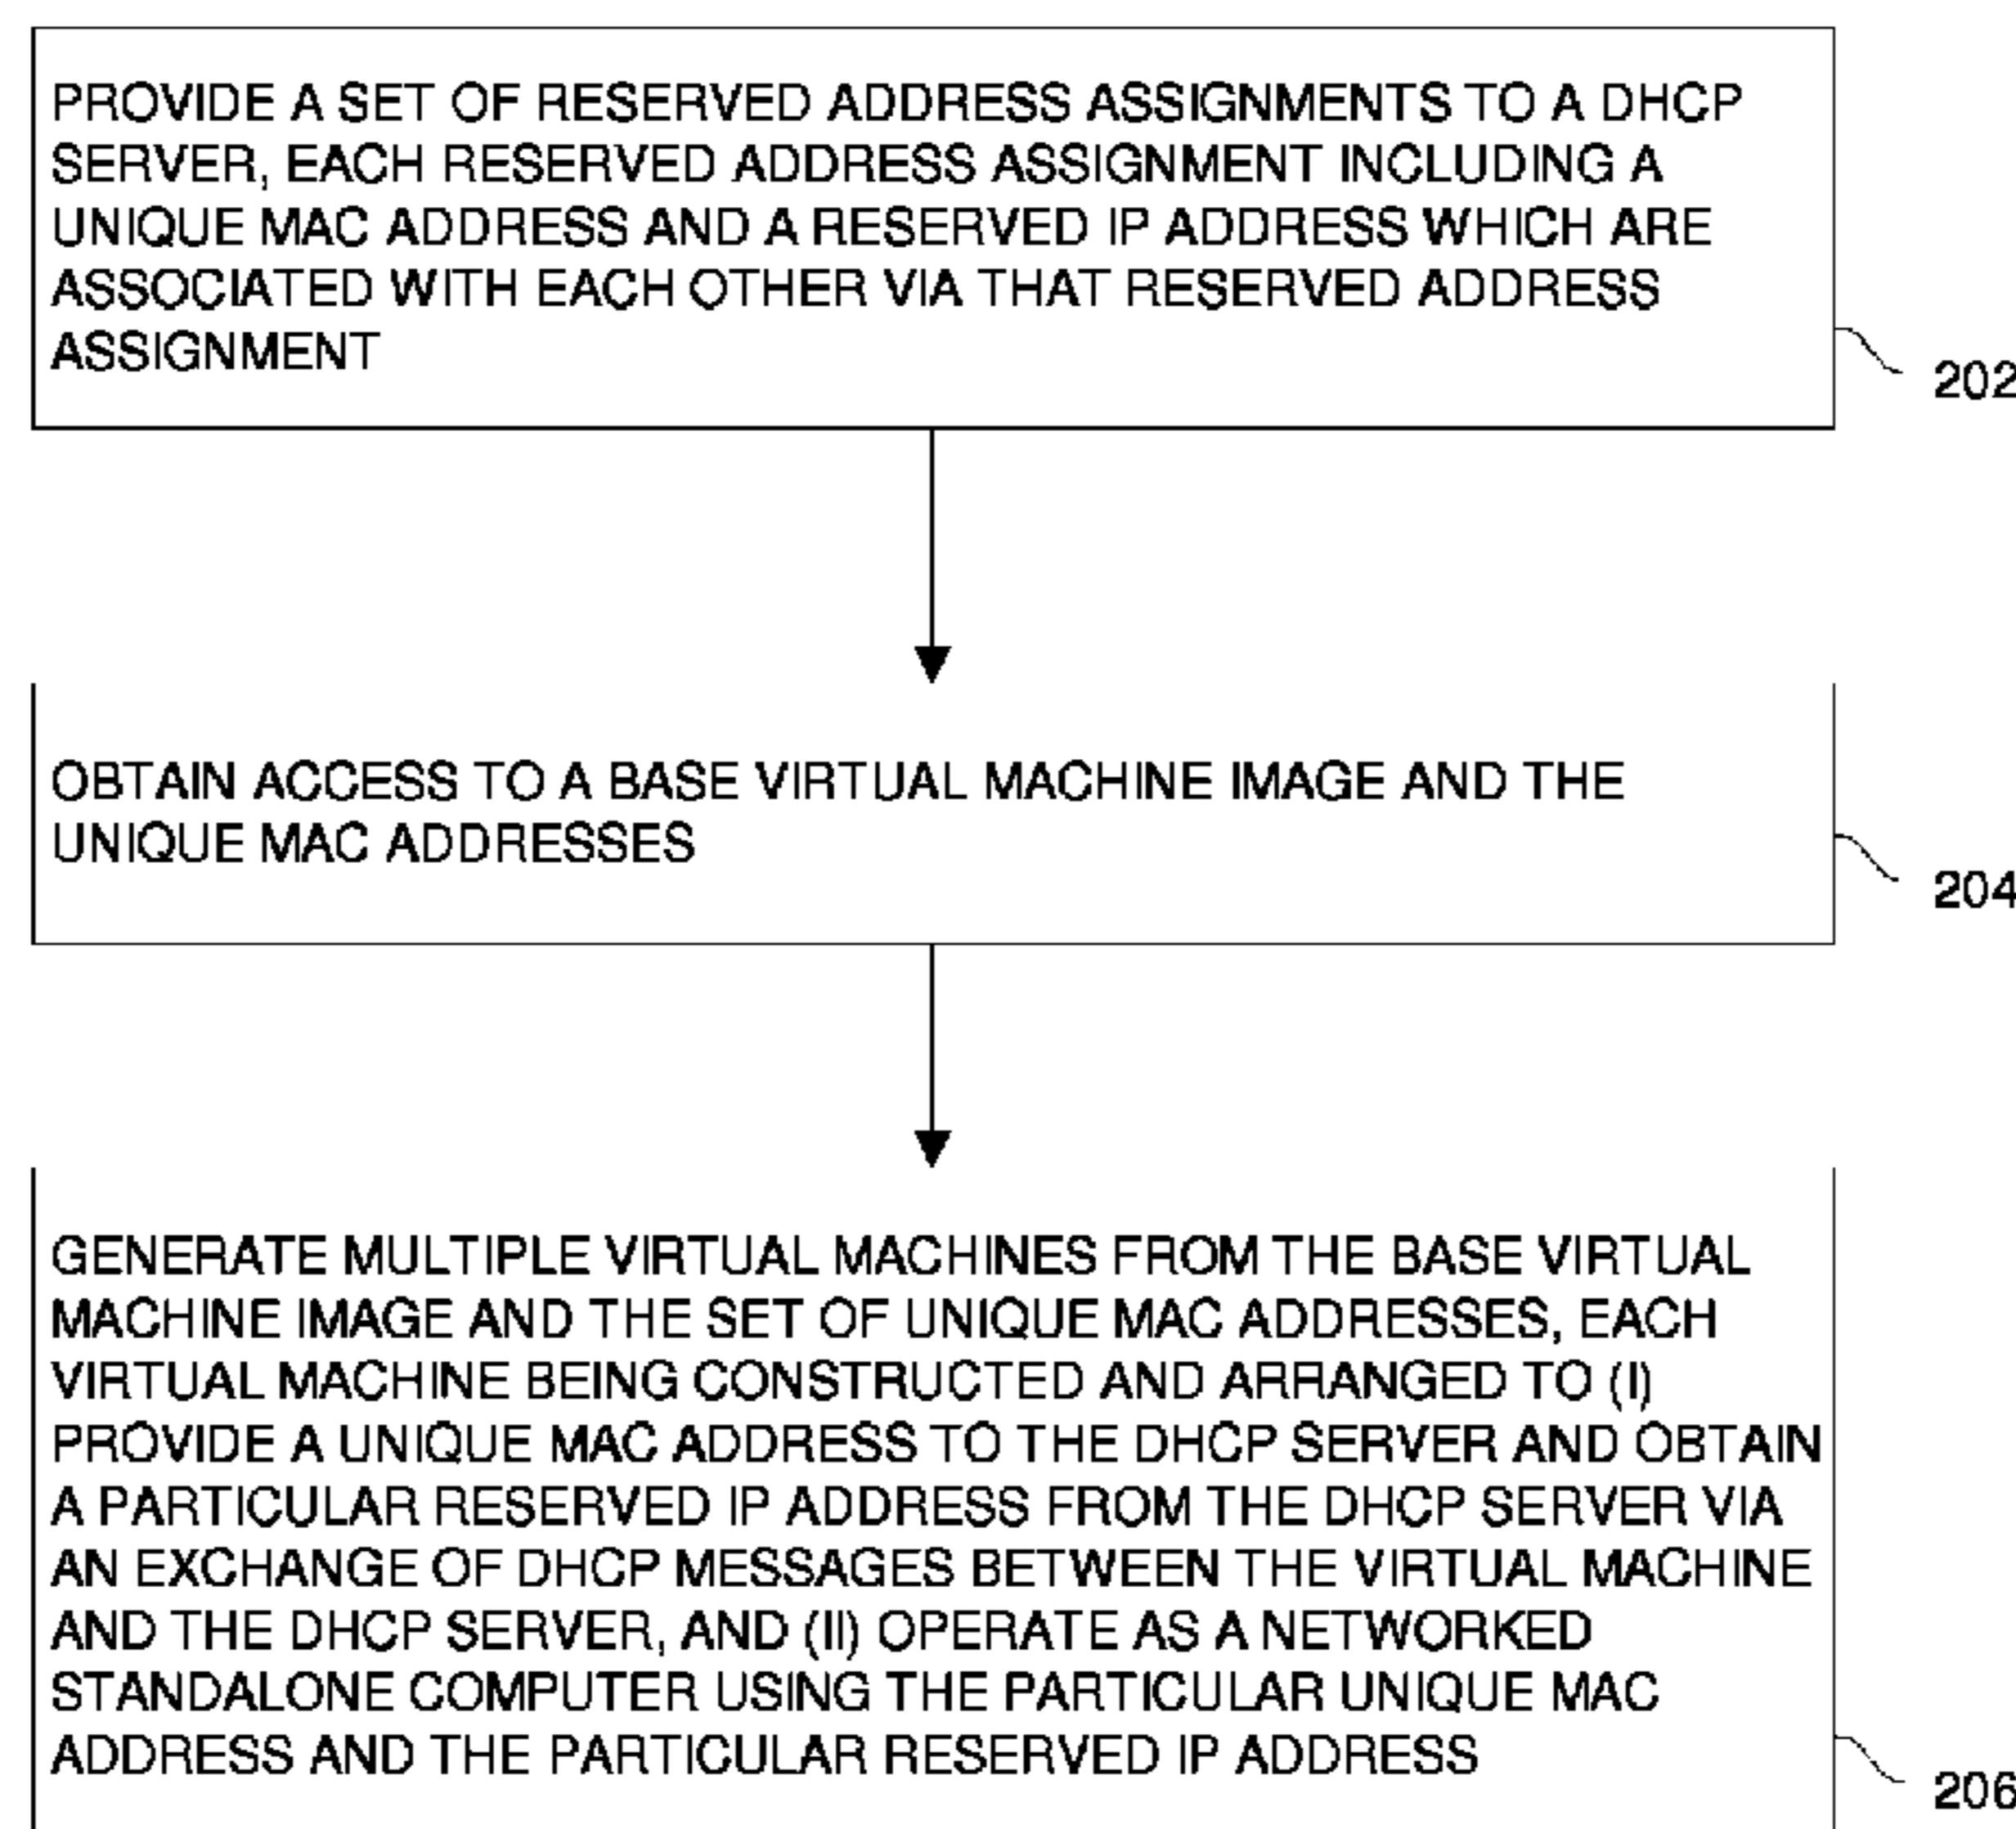 PROVIDE A SET OF RESERVED ADDRESS ASSIGNMENTS TO A DHCP
SERVER, EACH RESERVED ADDRESS ASSIGNMENT INCLUDING A
UNIQUE MAC ADDRESS AND A RESERVED IP ADDRESS WHICH ARE
ASSOCIATED WITH EACH OTHER VIA THAT RESERVED ADDRESS
ASSIGNMENT
202
OBTAIN ACCESS TO A BASE VIRTUAL MACHINE IMAGE AND THE
UNIQUE MAC ADDRESSES
204
GENERATE MULTIPLE VIRTUAL MACHINES FROM THE BASE VIRTUAL
MACHINE IMAGE AND THE SET OF UNIQUE MAC ADDRESSES, EACH
VIRTUAL MACHINE BEING CONSTRUCTED AND ARRANGED TO (I)
PROVIDE A UNIQUE MAC ADDRESS TO THE DHCP SERVER AND OBTAIN
A PARTICULAR RESERVED IP ADDRESS FROM THE DHCP SERVER VIA
AN EXCHANGE OF DHCP MESSAGES BETWEEN THE VIRTUAL MACHINE
AND THE DHCP SERVER, AND (II) OPERATE AS A NETWORKED
STANDALONE COMPUTER USING THE PARTICULAR UNIQUE MAC
ADDRESS AND THE PARTICULAR RESERVED IP ADDRESS
206